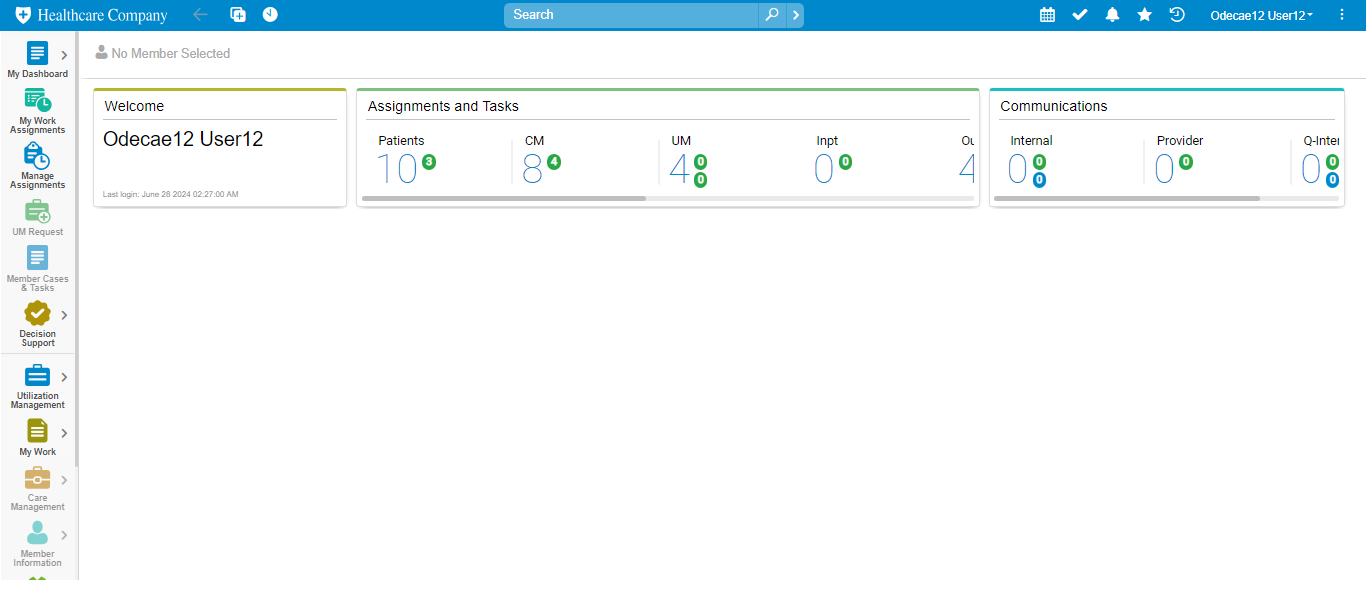 Healthcare Company
Search
Odecae12 User12
No Member Selected
My Dashboard
My Work
Assignments
Manage
Assignments
UM Request
Member Cases
& Tasks
Decision
Support
Utilization
Management
My Work
Care
Management
Member
Information
Welcome
Odecae12 User12
Last login: June 28 2024 02:27:00 AM
Assignments and Tasks
Patients
10 3
CM
8 4
UM
4 0
0
Inpt
0 0
Ou
4
Communications
Internal
0 0
0
Provider
0 0
Q-Inter
0 0
0